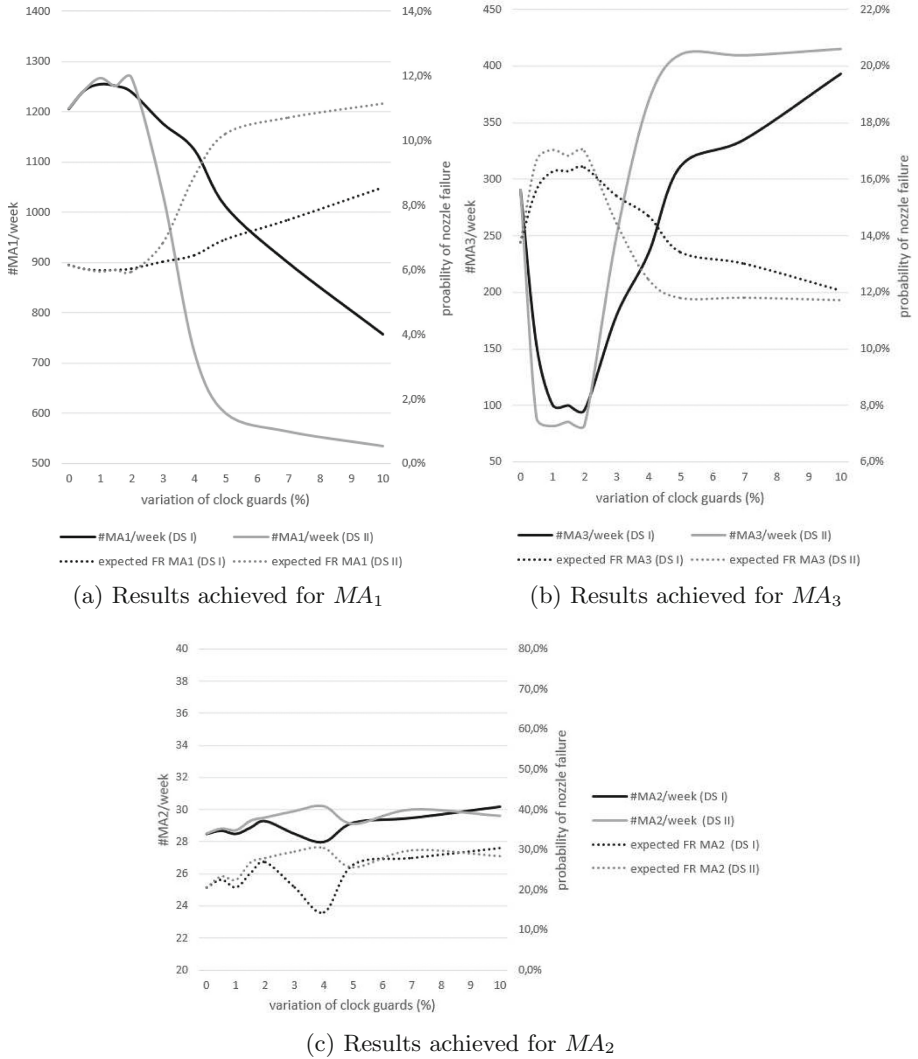 1400
1300
1200
1100
1000
900
800
700
600
500
#MA1/week
14,0%
12,0%
10,0%
8,0%
6,0%
4,0%
2,0%
0,0%
proability of nozzle failure
0 1 2 3 4 5 6 7 8 9 10
variation of clock guards (%)
#MA1/week (DS I) #MA1/week (DS II)
expected FR MA1 (DS I) expected FR MA1 (DS II)
(a) Results achieved for MA1
450
400
350
300
250
200
150
100
50
#MA3/week
22,0%
20,0%
18,0%
16,0%
14,0%
12,0%
10,0%
8,0%
6,0%
probability of nozzle failure
0 1 2 3 4 5 6 7 8 9 10
variation of clock guards (%)
#MA3/week (DS I) #MA3/week (DS II)
expected FR MA3 (DS I) expected FR MA3 (DS II)
(b) Results achieved for MA3
40
38
36
34
32
30
28
26
24
22
20
#MA2/week
80,0%
70,0%
60,0%
50,0%
40,0%
30,0%
20,0%
10,0%
0,0%
probability of nozzle failure
0 1 2 3 4 5 6 7 8 9 10
variation of clock guards (%)
#MA2/week (DS I)
#MA2/week (DS II)
expected FR MA2 (DS I)
expected FR MA2 (DS II)
(c) Results achieved for MA2